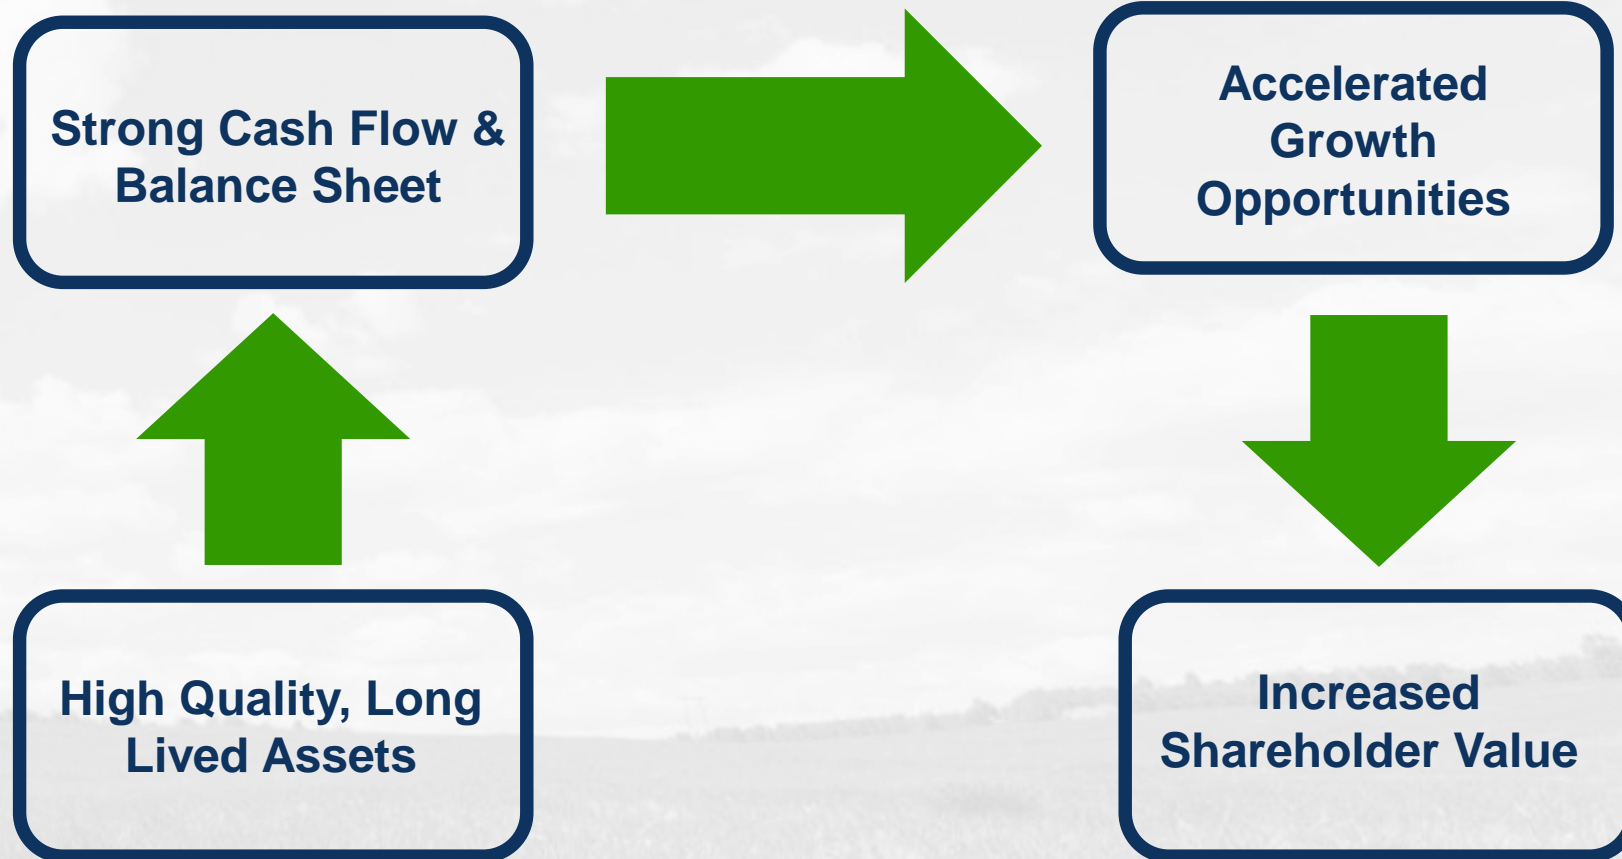 Strong Cash Flow &
Balance Sheet
Accelerated
Growth
Opportunities
High Quality, Long
Lived Assets
Increased
Shareholder Value